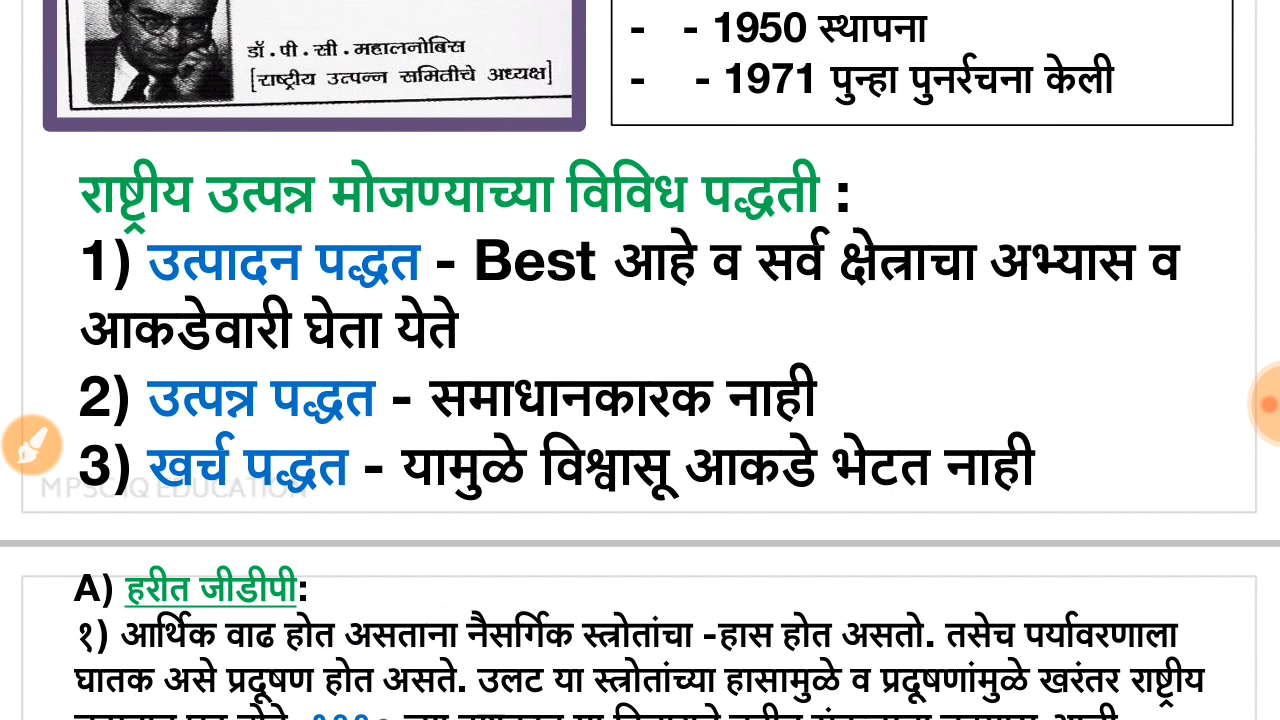 डॉ.पी.सी.महालनोबिस
[राष्ट्रीय उत्पन्न समितीचे अध्यक्ष]
- - 1950 स्थापना
- - 1971 पुन्हा पुनर्रचना केली
राष्ट्रीय उत्पन्न मोजण्याच्या विविध पद्धती :
1) उत्पादन पद्धत - Best आहे व सर्व क्षेत्राचा अभ्यास व
आकडेवारी घेता येते
2) उत्पन्न पद्धत - समाधानकारक नाही
3) खर्च पद्धत - यामुळे विश्वासू आकडे भेटत नाही
MPSC IQ EDUCATION
A) हरीत जीडीपी:
१) आर्थिक वाढ होत असताना नैसर्गिक स्त्रोतांचा -हास होत असतो. तसेच पर्यावरणाला
घातक असे प्रदूषण होत असते. उलट या स्त्रोतांच्या हासामुळे व प्रदूषणांमुळे खरंतर राष्ट्रीय